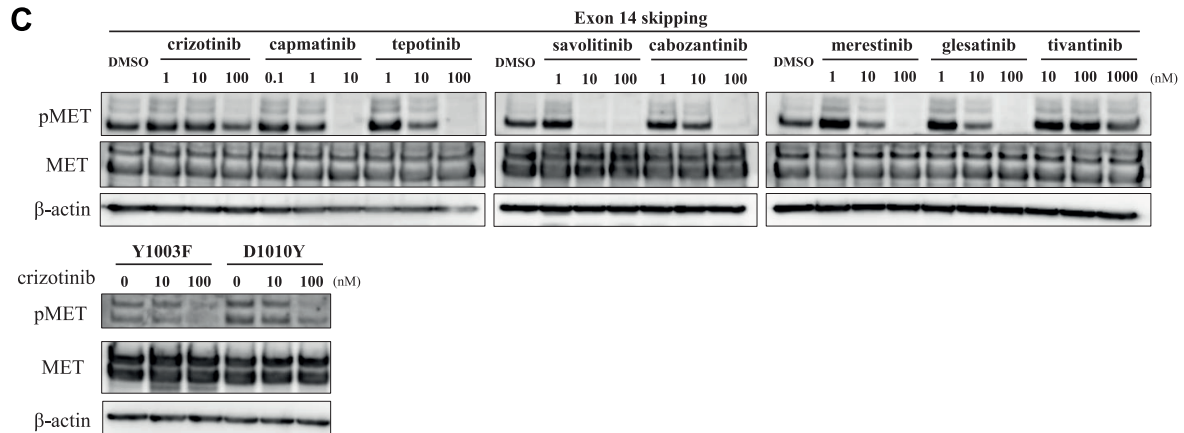 C
Exon 14 skipping
DMSO crizotinib capmatinib tepotinib DMSO savolitinib cabozantinib DMSO merestinib glesatinib tivantinib
1 10 100 0.1 1 10 1 10 100 1 10 100 1 10 100 1 10 100 1 10 100 10 100 1000 (nM)
pMET
MET
β-actin
Y1003F D1010Y
crizotinib 0 10 100 0 10 100 (nM)
pMET
MET
β-actin